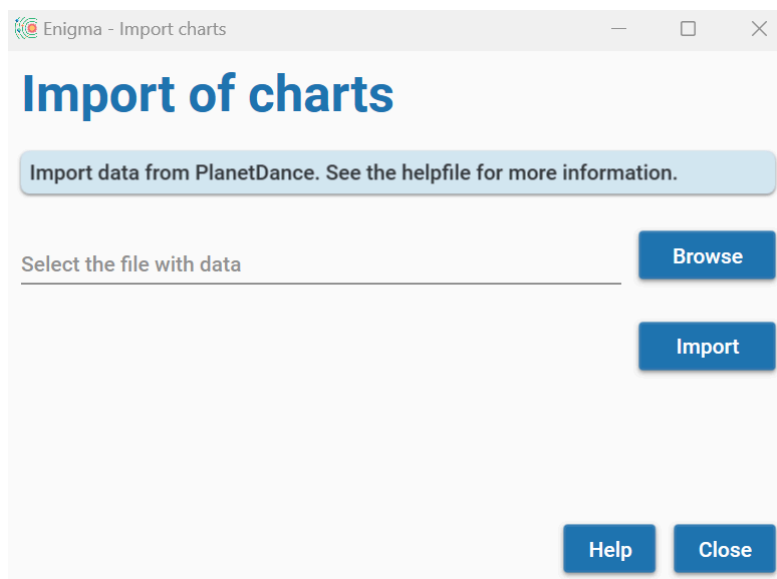 Enigma - Import charts
Import of charts
Import data from PlanetDance. See the helpfile for more information.
Select the file with data
Browse
Import
Help
Close